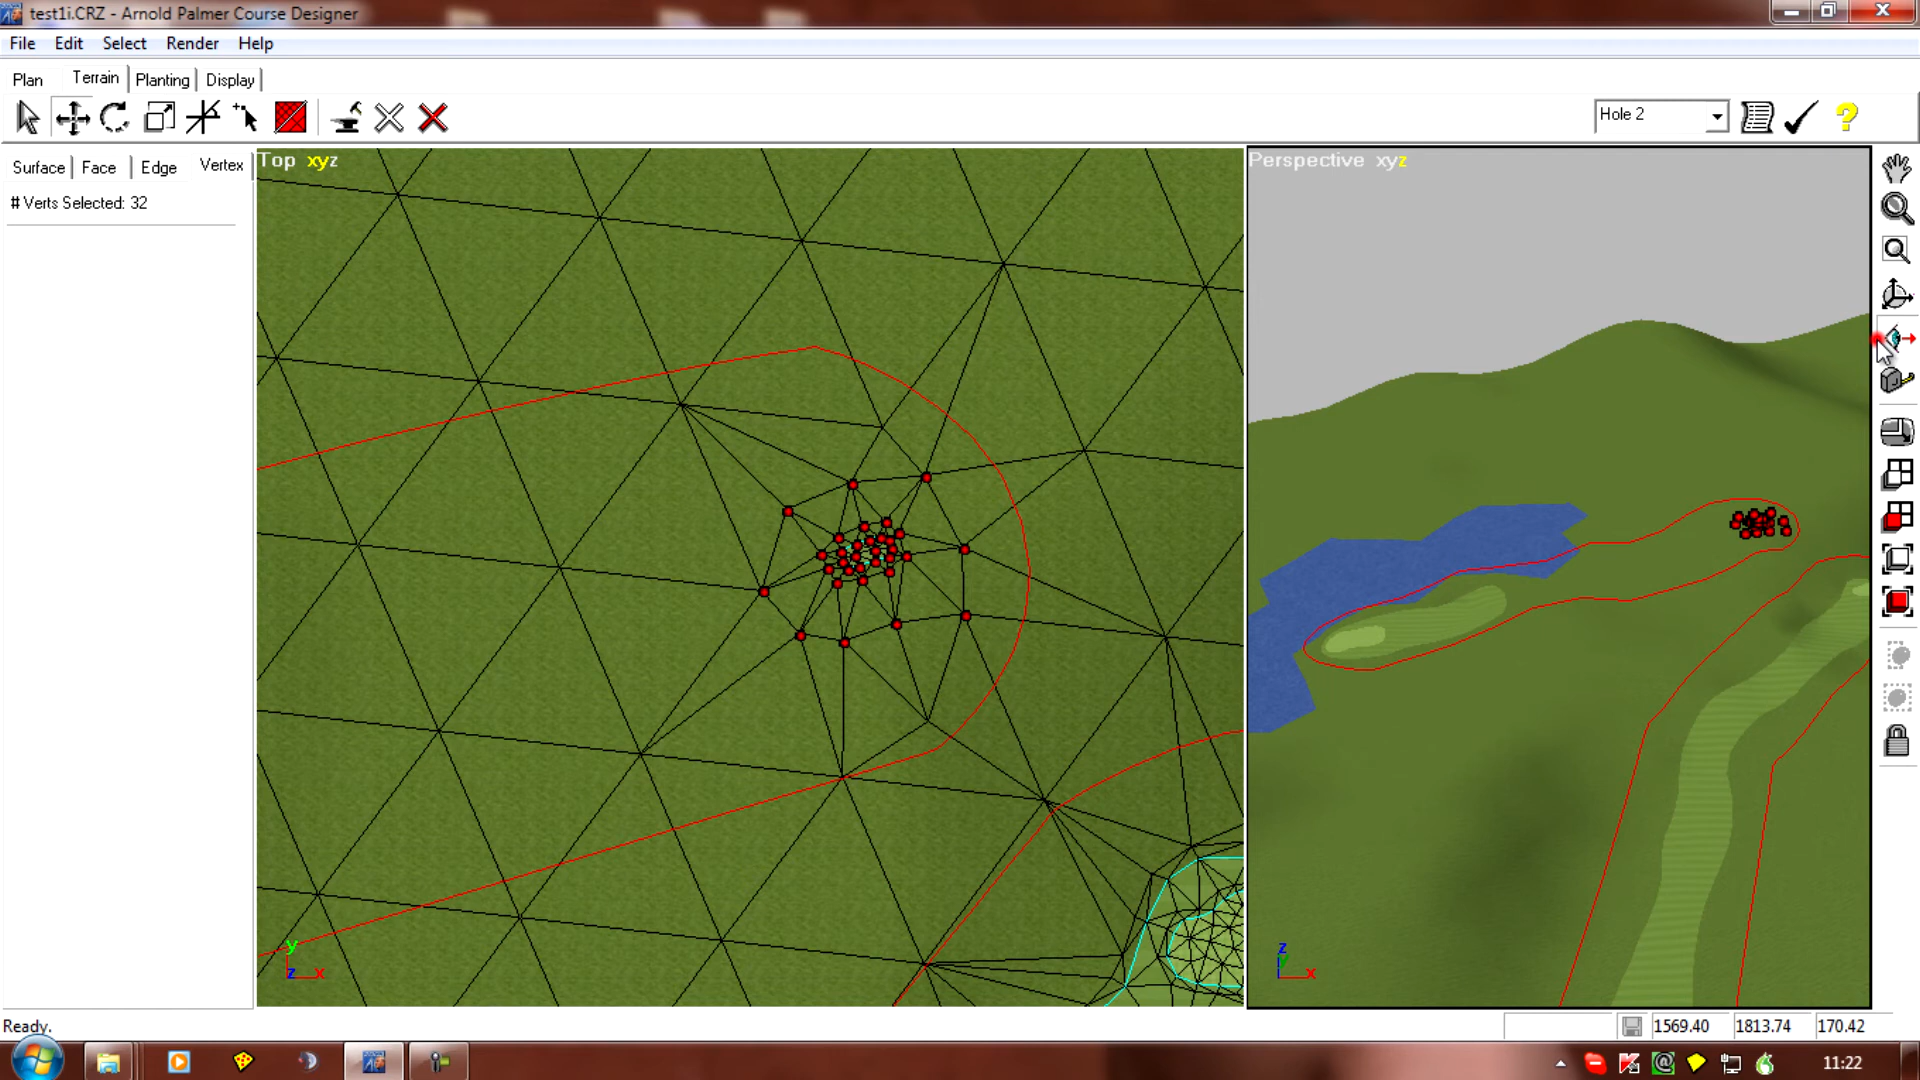 test1i.CRZ - Arnold Palmer Course Designer
File Edit Select Render Help
Plan Terrain Planting Display
Hole 2
Surface Face Edge Vertex
# Verts Selected: 32
Top xyz
Perspective xyz
y
z x
z
y
x
Ready.
1569.40 1813.74 170.42
11:22